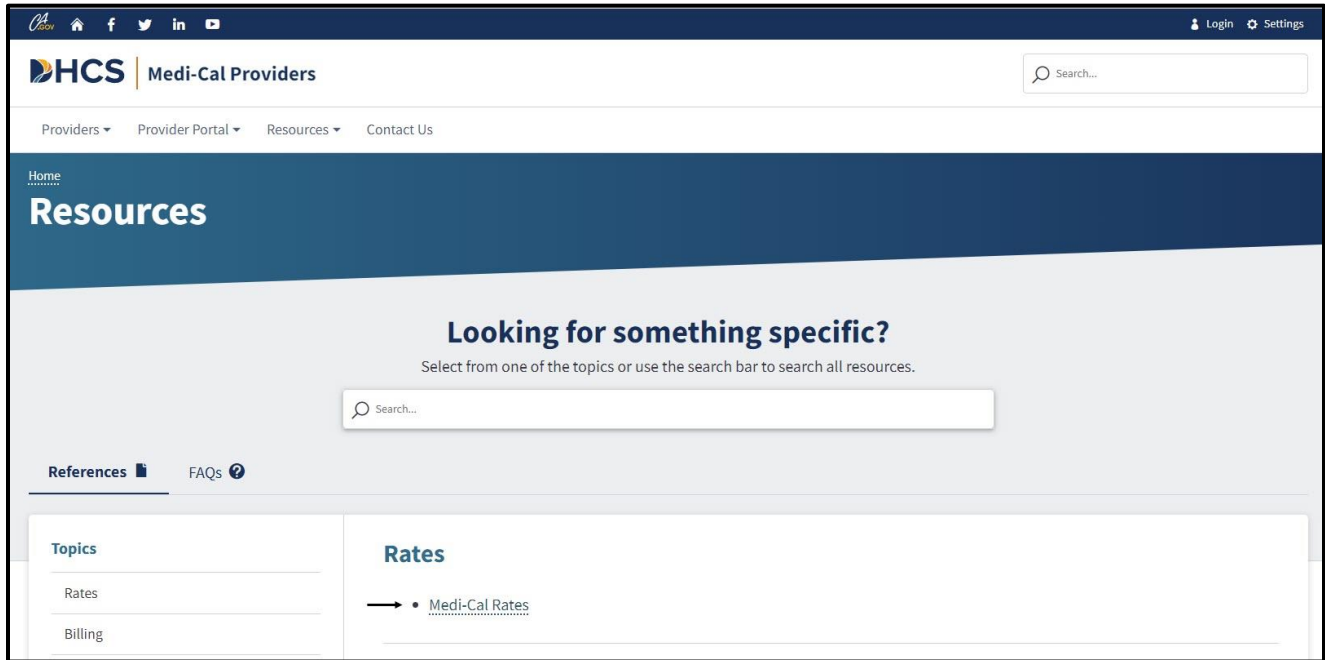 CA.GOV
Login Settings
DHCS Medi-Cal Providers
Search...
Providers Provider Portal Resources Contact Us
Home
Resources
Looking for something specific?
Select from one of the topics or use the search bar to search all resources.
Search...
References FAQs ?
Topics
Rates
Billing
Rates
• Medi-Cal Rates